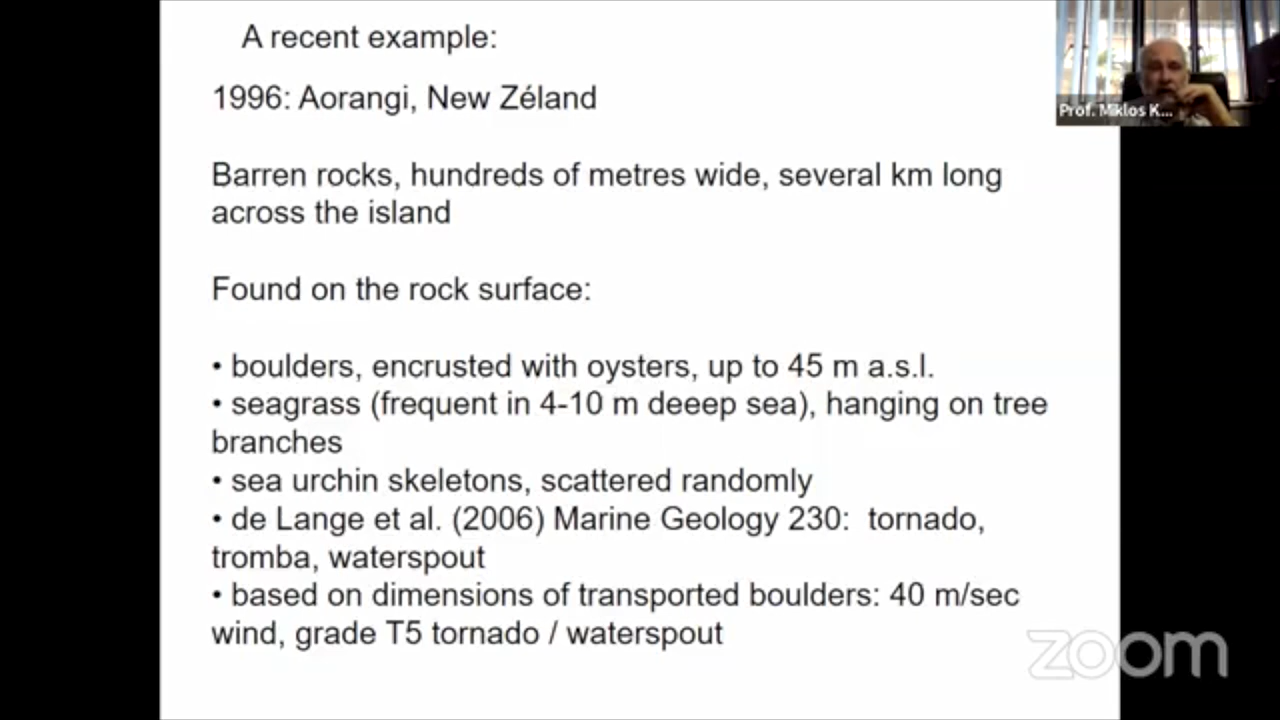 A recent example:
1996: Aorangi, New Zéland
Barren rocks, hundreds of metres wide, several km long
across the island
Found on the rock surface:
• boulders, encrusted with oysters, up to 45 m a.s.l.
• seagrass (frequent in 4-10 m deeep sea), hanging on tree
branches
• sea urchin skeletons, scattered randomly
• de Lange et al. (2006) Marine Geology 230: tornado,
tromba, waterspout
• based on dimensions of transported boulders: 40 m/sec
wind, grade T5 tornado / waterspout
Prof. Miklos K...
zoom